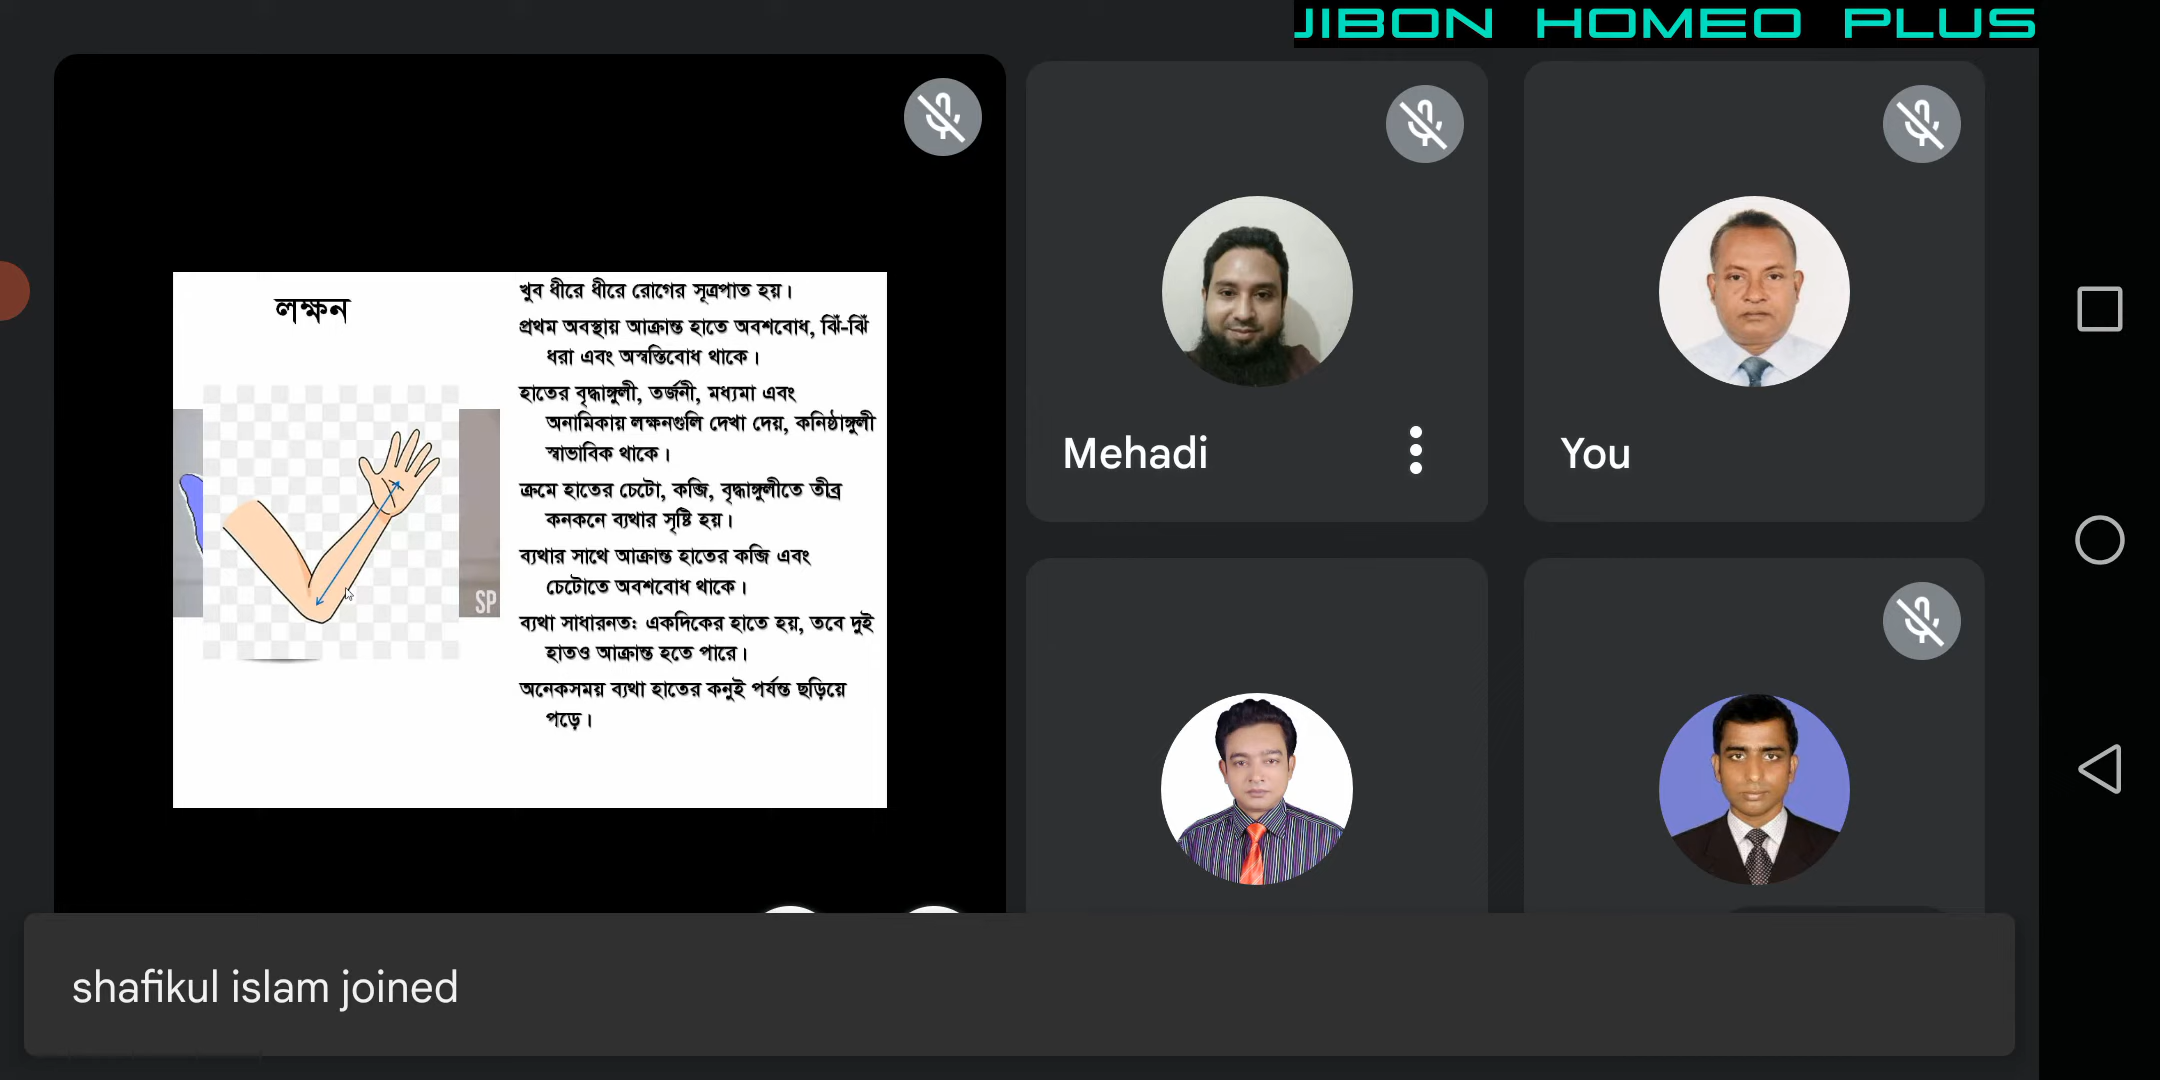 JIBON HOMEO PLUS
লক্ষন
খুব ধীরে ধীরে রোগের সূত্রপাত হয়।
প্রথম অবস্থায় আক্রান্ত হাতে অবশবোধ, ঝিঁ-ঝিঁ
ধরা এবং অস্বস্তিবোধ থাকে।
হাতের বৃদ্ধাঙ্গুলী, তর্জনী, মধ্যমা এবং
অনামিকায় লক্ষনগুলি দেখা দেয়, কনিষ্ঠাঙ্গুলী
স্বাভাবিক থাকে।
ক্রমে হাতের চেটো, কব্জি, বৃদ্ধাঙ্গুলীতে তীব্র
কনকনে ব্যথার সৃষ্টি হয়।
ব্যথার সাথে আক্রান্ত হাতের কব্জি এবং
চেটোতে অবশবোধ থাকে।
ব্যথা সাধারনত: একদিকের হাতে হয়, তবে দুই
হাতও আক্রান্ত হতে পারে।
অনেকসময় ব্যথা হাতের কনুই পর্যন্ত ছড়িয়ে
পড়ে।
SP
Mehadi
You
shafikul islam joined